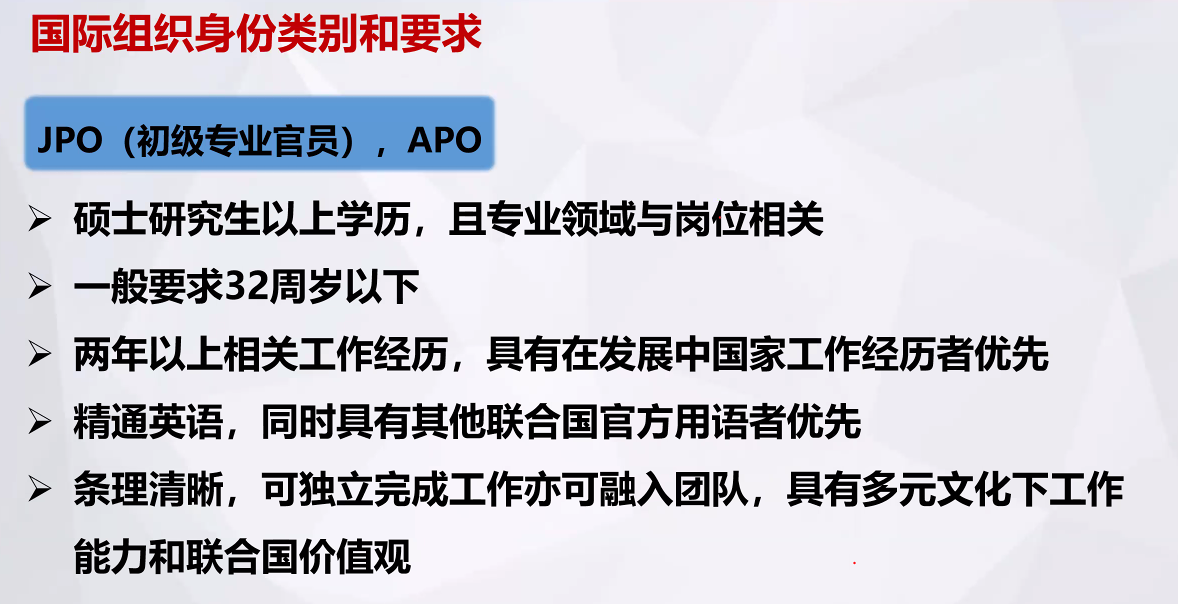 国际组织身份类别和要求
JPO（初级专业官员），APO
硕士研究生以上学历，且专业领域与岗位相关
一般要求32周岁以下
两年以上相关工作经历，具有在发展中国家工作经历者优先
精通英语，同时具有其他联合国官方用语者优先
条理清晰，可独立完成工作亦可融入团队，具有多元文化下工作
能力和联合国价值观